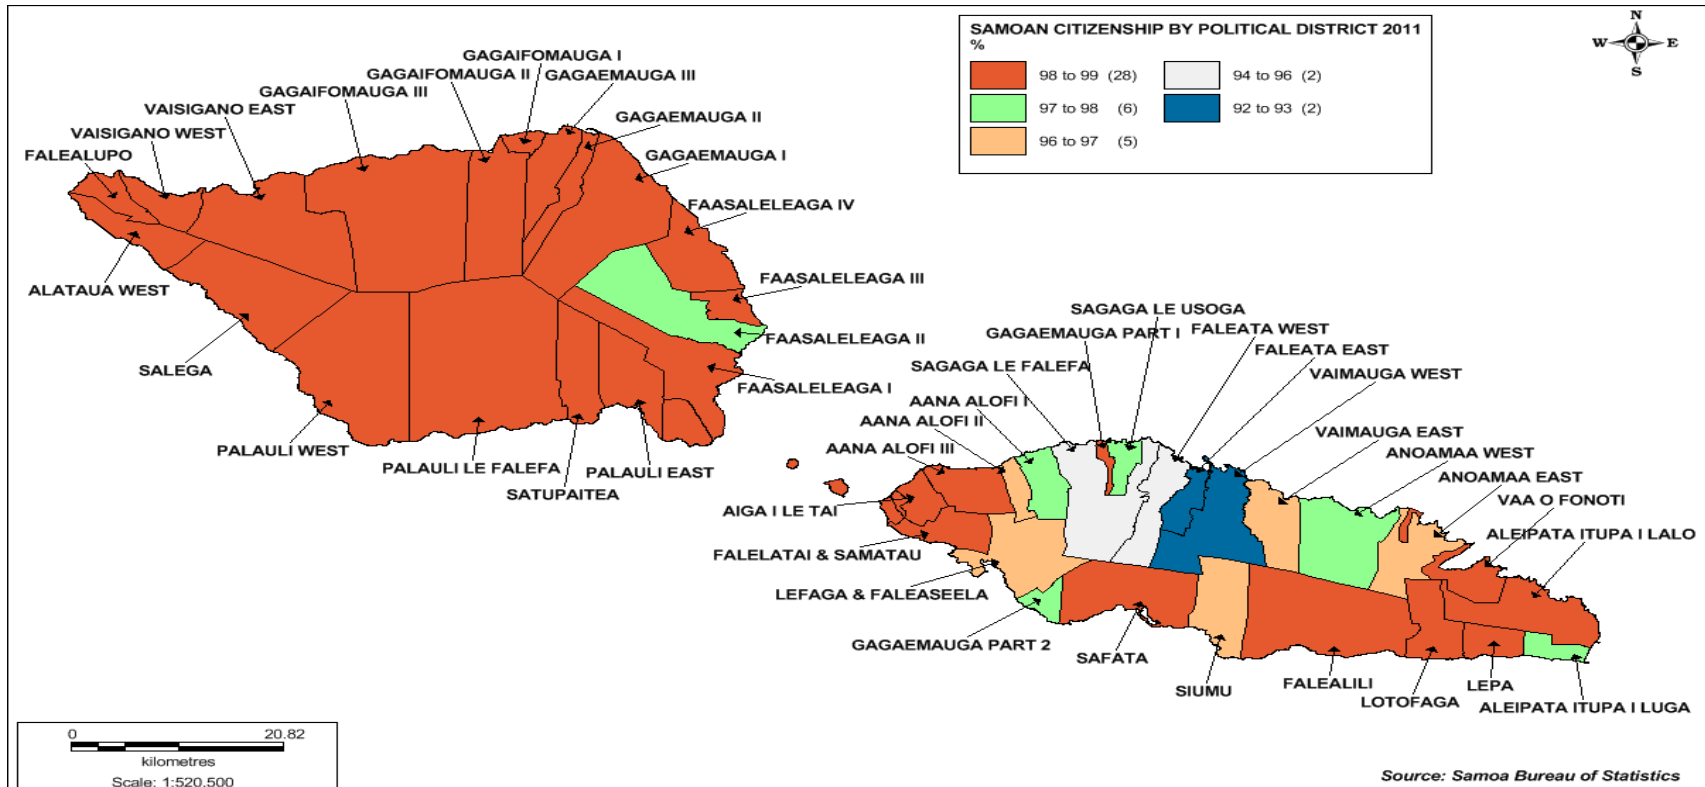 SAMOAN CITIZENSHIP BY POLITICAL DISTRICT 2011
%
98 to 99 (28)
97 to 98 (6)
96 to 97 (5)
94 to 96 (2)
92 to 93 (2)
N
W E
S
GAGAIFOMAUGA I
GAGAIFOMAUGA II
GAGAEMAUGA III
GAGAIFOMAUGA III
VAISIGANO EAST
GAGAEMAUGA II
VAISIGANO WEST
FALEALUPO
GAGAEMAUGA I
FAASALELEAGA IV
FAASALELEAGA III
ALATAUA WEST
FAASALELEAGA II
SALEGA
FAASALELEAGA I
PALAULI WEST
PALAULI LE FALEFA
PALAULI EAST
SATUPAITEA
SAGAGA LE USOGA
GAGAEMAUGA PART I
FALEATA WEST
FALEATA EAST
SAGAGA LE FALEFA
VAIMAUGA WEST
AANA ALOFI I
AANA ALOFI II
VAIMAUGA EAST
AANA ALOFI III
ANOAMAA WEST
ANOAMAA EAST
VAA O FONOTI
AIGA I LE TAI
ALEIPATA ITUPA I LALO
FALELATAI & SAMATAU
LEFAGA & FALEASEELA
GAGAEMAUGA PART 2
SAFATA
SIUMU
FALEALILI
LOTOFAGA
LEPA
ALEIPATA ITUPA I LUGA
0 20.82
kilometres
Scale: 1:520,500
Source: Samoa Bureau of Statistics